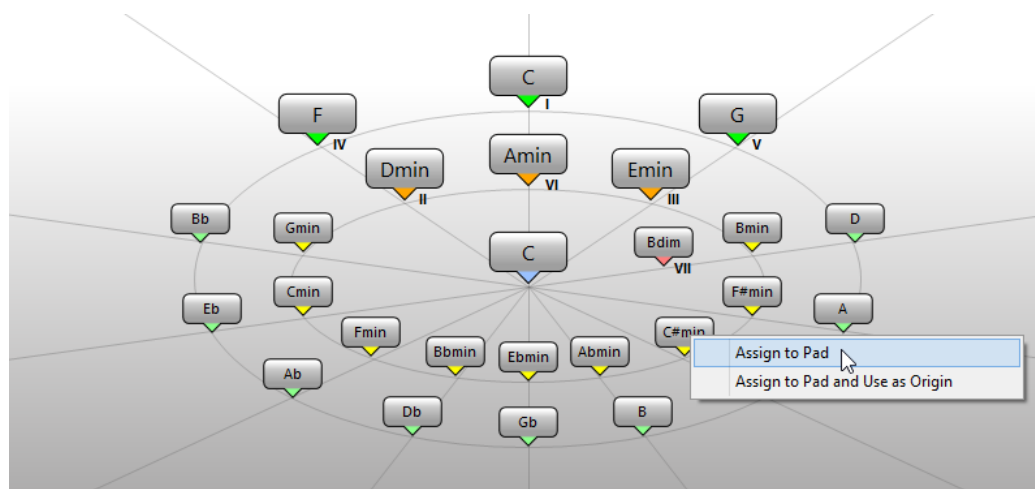 C
I
F
IV
G
V
Dmin
II
Amin
VI
Emin
III
Bb
Gmin
C
Bdim
VII
Bmin
D
Eb
Cmin
F#min
A
Fmin
Bbmin
Ebmin
Abmin
C#min
Assign to Pad
Assign to Pad and Use as Origin
Ab
Db
Gb
B